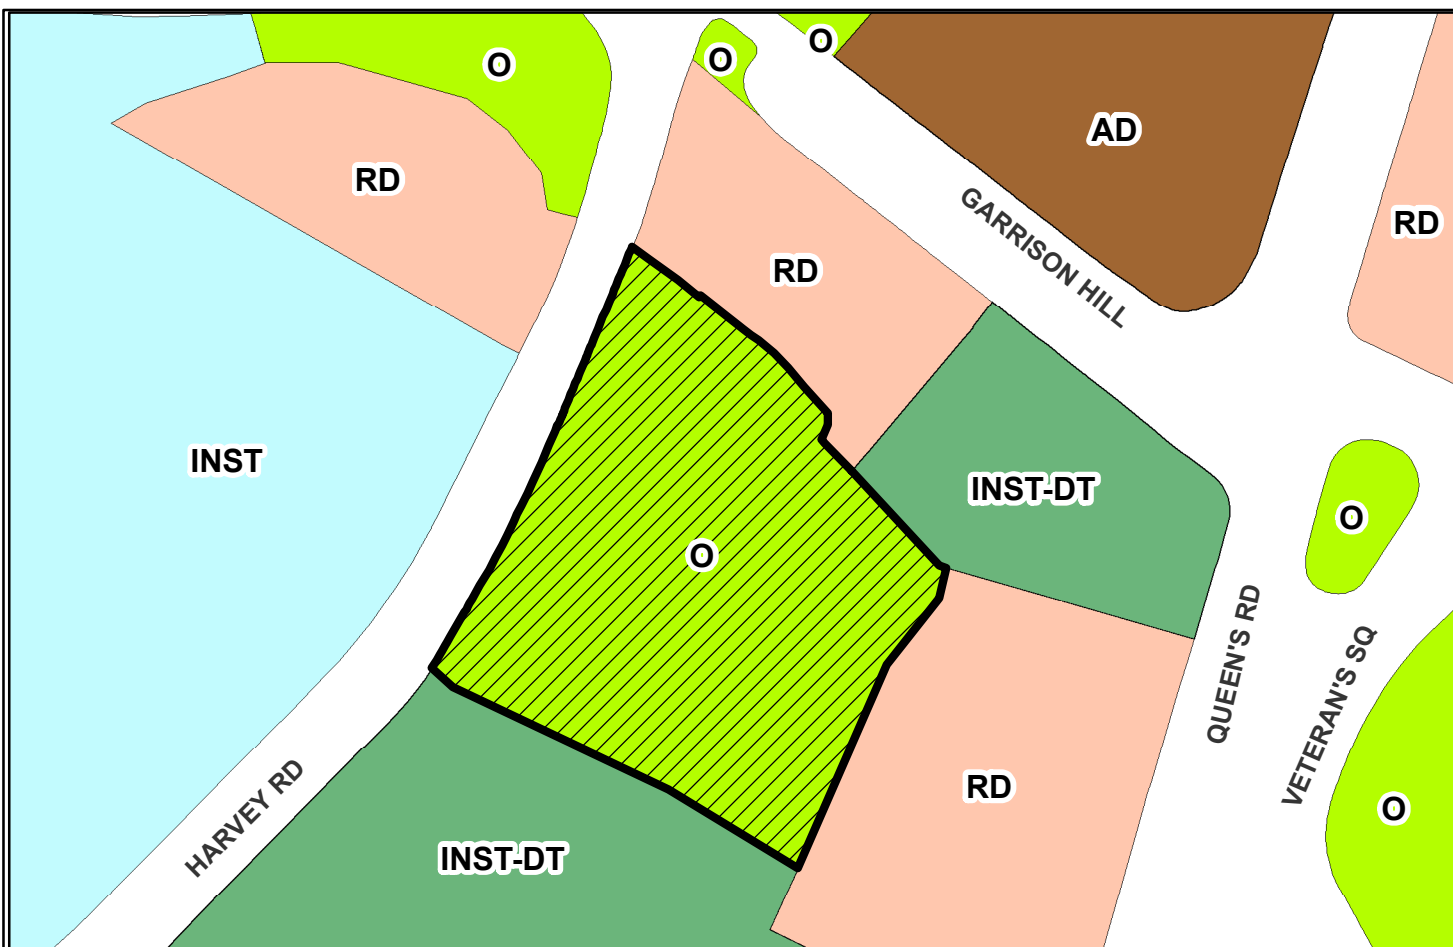 O
O
O
AD
RD
RD
RD
GARRISON HILL
INST
INST-DT
O
O
QUEEN'S RD
VETERAN'S SQ
HARVEY RD
RD
O
INST-DT